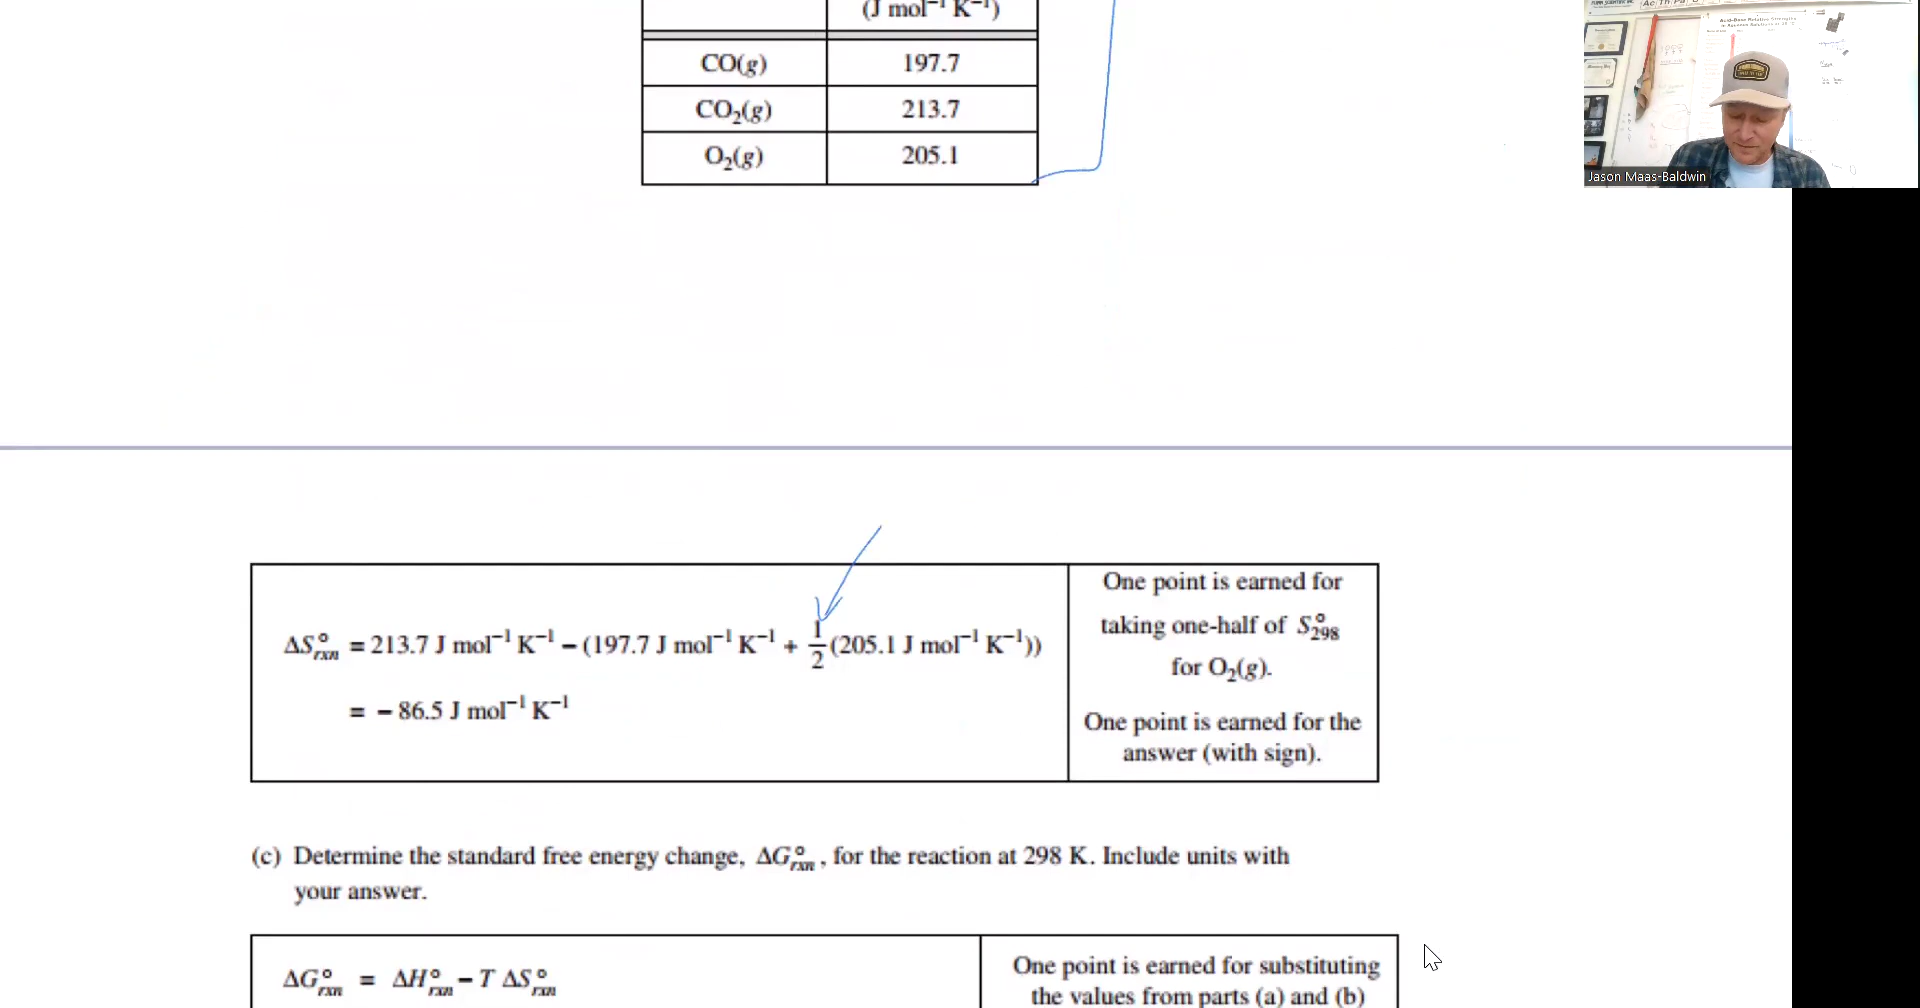 (J mol⁻¹ K⁻¹)
CO(g) 197.7
CO₂(g) 213.7
O₂(g) 205.1
Acid-Base Relative Strengths
Jason Maas-Baldwin
ΔS°rxn = 213.7 J mol⁻¹ K⁻¹ – (197.7 J mol⁻¹ K⁻¹ + 1/2 (205.1 J mol⁻¹ K⁻¹))
= – 86.5 J mol⁻¹ K⁻¹
One point is earned for
taking one-half of S°298
for O₂(g).
One point is earned for the
answer (with sign).
(c) Determine the standard free energy change, ΔG°rxn, for the reaction at 298 K. Include units with
your answer.
ΔG°rxn = ΔH°rxn – T ΔS°rxn
One point is earned for substituting
the values from parts (a) and (b)